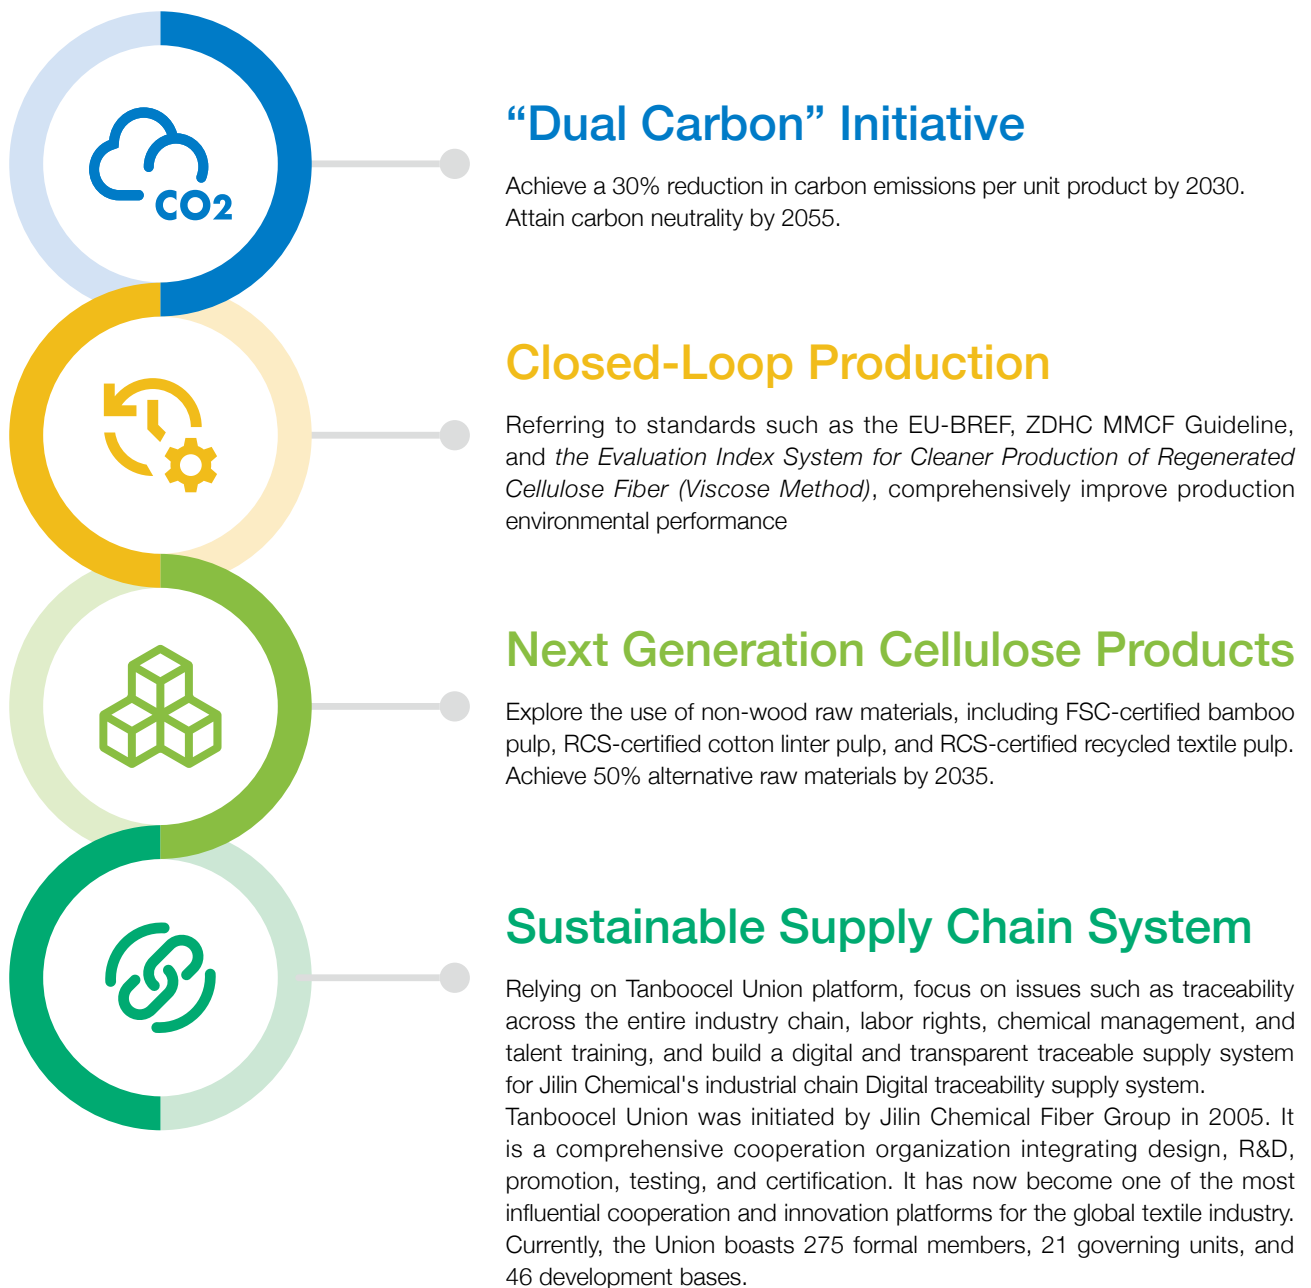 CO2
“Dual Carbon” Initiative
Achieve a 30% reduction in carbon emissions per unit product by 2030.
Attain carbon neutrality by 2055.
Closed-Loop Production
Referring to standards such as the EU-BREF, ZDHC MMCF Guideline,
and the Evaluation Index System for Cleaner Production of Regenerated
Cellulose Fiber (Viscose Method), comprehensively improve production
environmental performance
Next Generation Cellulose Products
Explore the use of non-wood raw materials, including FSC-certified bamboo
pulp, RCS-certified cotton linter pulp, and RCS-certified recycled textile pulp.
Achieve 50% alternative raw materials by 2035.
Sustainable Supply Chain System
Relying on Tanboocel Union platform, focus on issues such as traceability
across the entire industry chain, labor rights, chemical management, and
talent training, and build a digital and transparent traceable supply system
for Jilin Chemical's industrial chain Digital traceability supply system.
Tanboocel Union was initiated by Jilin Chemical Fiber Group in 2005. It
is a comprehensive cooperation organization integrating design, R&D,
promotion, testing, and certification. It has now become one of the most
influential cooperation and innovation platforms for the global textile industry.
Currently, the Union boasts 275 formal members, 21 governing units, and
46 development bases.